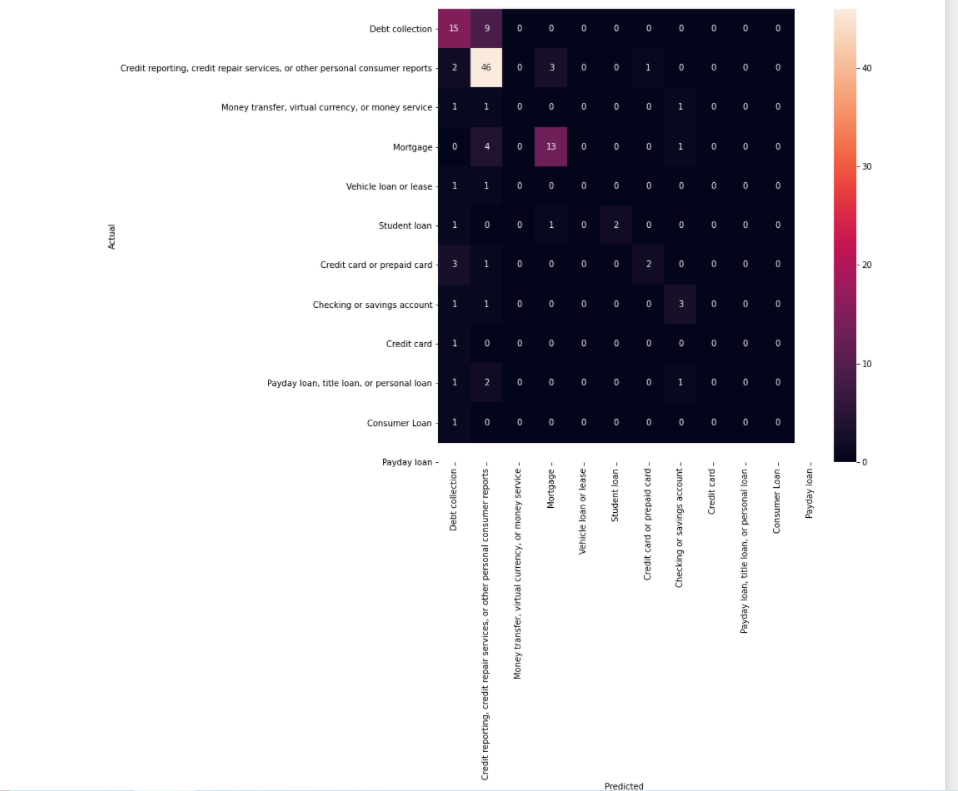 Debt collection 15 9 0 0 0 0 0 0 0 0 0
Credit reporting, credit repair services, or other personal consumer reports 2 46 0 3 0 0 1 0 0 0 0
40
Money transfer, virtual currency, or money service 1 1 0 0 0 0 0 1 0 0 0
Mortgage 0 4 0 13 0 0 0 1 0 0 0
30
Vehicle loan or lease 1 1 0 0 0 0 0 0 0 0 0
Actual
Student loan 1 0 0 1 0 2 0 0 0 0 0
Credit card or prepaid card 3 1 0 0 0 0 2 0 0 0 0
20
Checking or savings account 1 1 0 0 0 0 0 3 0 0 0
Credit card 1 0 0 0 0 0 0 0 0 0 0
10
Payday loan, title loan, or personal loan 1 2 0 0 0 0 0 1 0 0 0
Consumer Loan 1 0 0 0 0 0 0 0 0 0 0
Payday loan
0
Debt collection
Credit reporting, credit repair services, or other personal consumer reports
Money transfer, virtual currency, or money service
Mortgage
Vehicle loan or lease
Student loan
Credit card or prepaid card
Checking or savings account
Credit card
Payday loan, title loan, or personal loan
Consumer Loan
Payday loan
Predicted